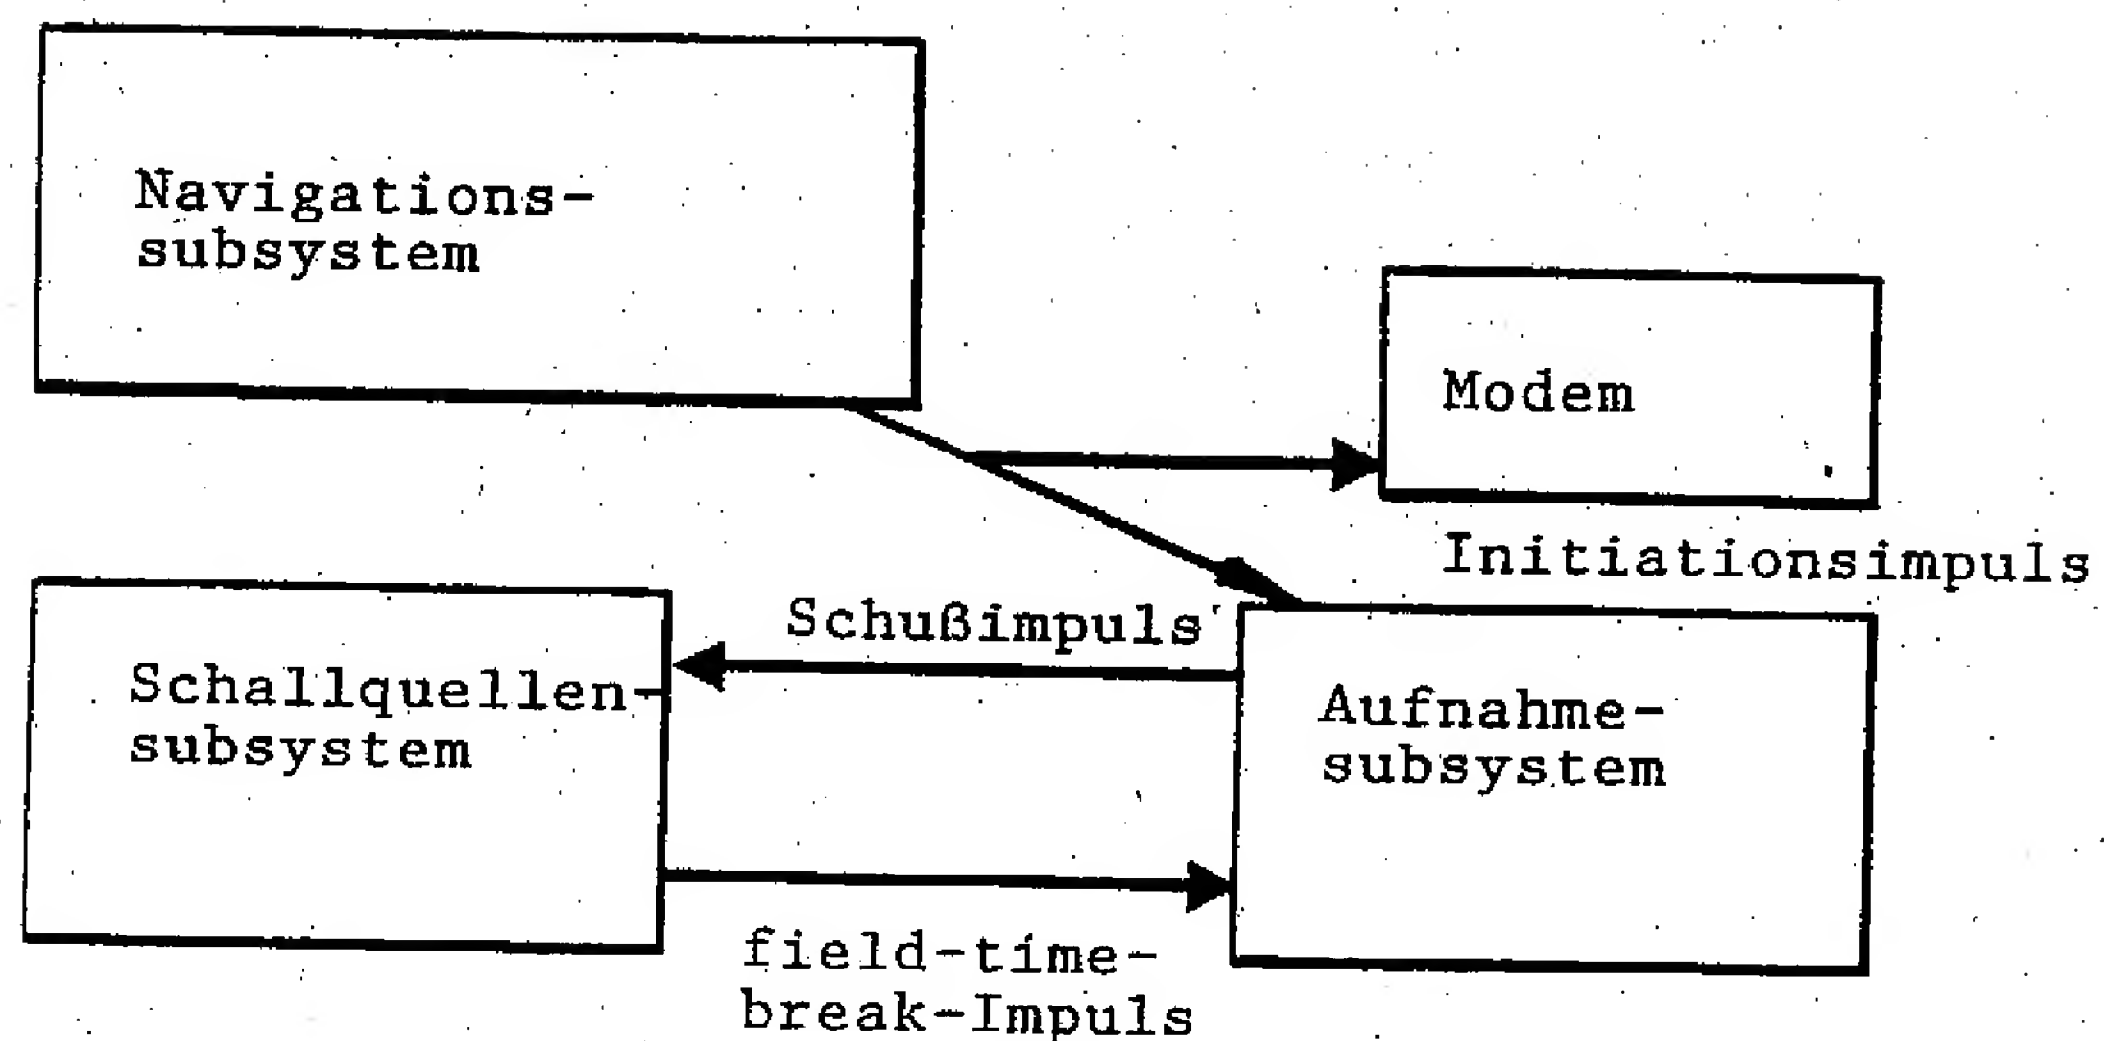 Navigations-
subsystem
Modem
Initiationsimpuls
Schußimpuls
Schallquellen-
subsystem
Aufnahme-
subsystem
field-time-
break-Impuls